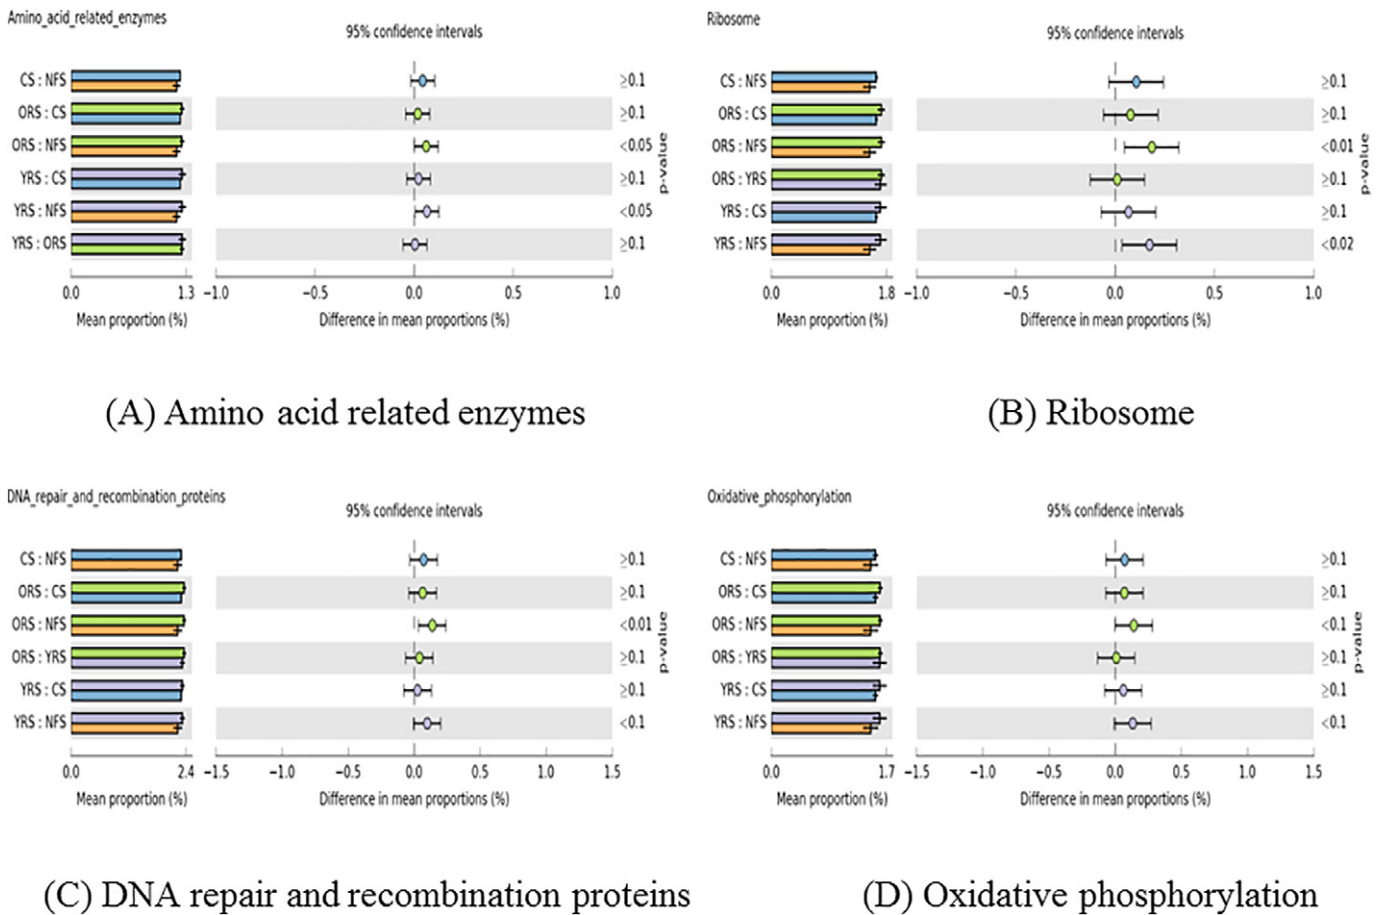 Amino_acid_related_enzymes
95% confidence intervals
CS : NFS ≥0.1
ORS : CS ≥0.1
ORS : NFS <0.05
YRS : CS ≥0.1
YRS : NFS <0.05
YRS : ORS ≥0.1
p-value
0.0 1.3 −1.0 −0.5 0.0 0.5 1.0
Mean proportion (%) Difference in mean proportions (%)
(A) Amino acid related enzymes
Ribosome
95% confidence intervals
CS : NFS ≥0.1
ORS : CS ≥0.1
ORS : NFS <0.01
ORS : YRS ≥0.1
YRS : CS ≥0.1
YRS : NFS <0.02
p-value
0.0 1.8 −1.0 −0.5 0.0 0.5 1.0
Mean proportion (%) Difference in mean proportions (%)
(B) Ribosome
DNA_repair_and_recombination_proteins
95% confidence intervals
CS : NFS ≥0.1
ORS : CS ≥0.1
ORS : NFS <0.01
ORS : YRS ≥0.1
YRS : CS ≥0.1
YRS : NFS <0.1
p-value
0.0 2.4 −1.5 −1.0 −0.5 0.0 0.5 1.0 1.5
Mean proportion (%) Difference in mean proportions (%)
(C) DNA repair and recombination proteins
Oxidative_phosphorylation
95% confidence intervals
CS : NFS ≥0.1
ORS : CS ≥0.1
ORS : NFS <0.1
ORS : YRS ≥0.1
YRS : CS ≥0.1
YRS : NFS <0.1
p-value
0.0 1.7 −1.5 −1.0 −0.5 0.0 0.5 1.0 1.5
Mean proportion (%) Difference in mean proportions (%)
(D) Oxidative phosphorylation